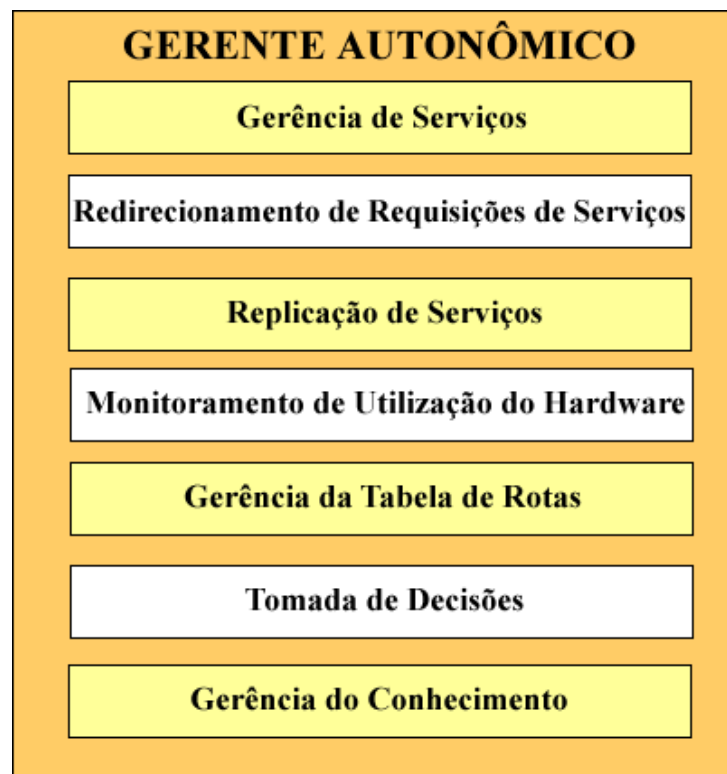 GERENTE AUTONÔMICO
Gerência de Serviços
Redirecionamento de Requisições de Serviços
Replicação de Serviços
Monitoramento de Utilização do Hardware
Gerência da Tabela de Rotas
Tomada de Decisões
Gerência do Conhecimento